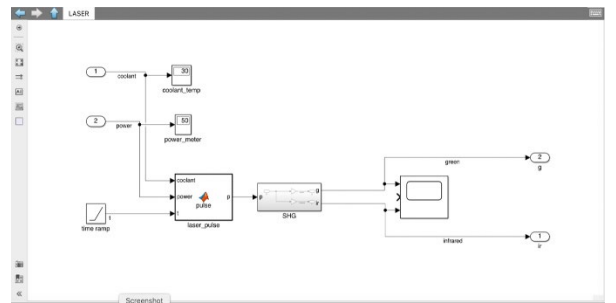 LASER
1
coolant
30
coolant_temp
2
power
50
power_meter
coolant
power
t
pulse
p
laser_pulse
t
time ramp
p
g
ir
SHG
green
2
g
infrared
1
ir
Screenshot